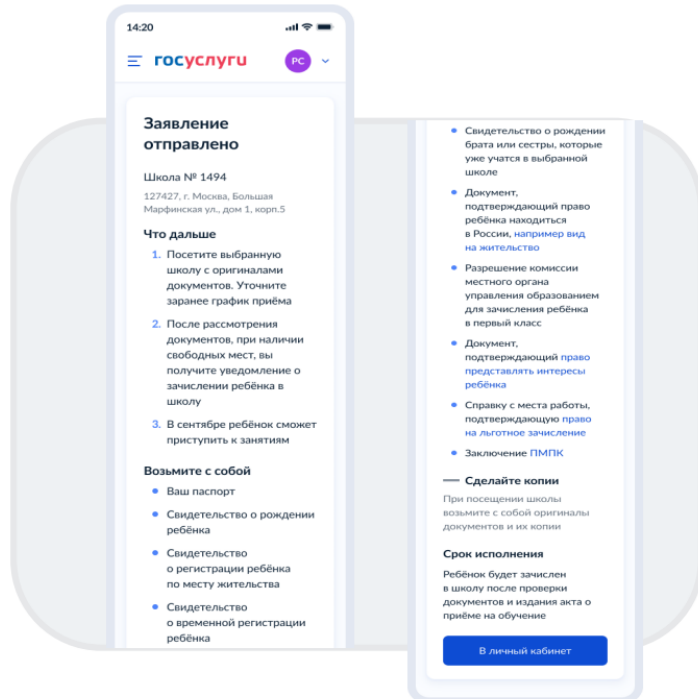 14:20
госуслуги
РС
Заявление
отправлено
Школа № 1494
127427, г. Москва, Большая
Марфинская ул., дом 1, корп.5
Что дальше
1. Посетите выбранную
школу с оригиналами
документов. Уточните
заранее график приёма
2. После рассмотрения
документов, при наличии
свободных мест, вы
получите уведомление о
зачислении ребёнка в
школу
3. В сентябре ребёнок сможет
приступить к занятиям
Возьмите с собой
• Ваш паспорт
• Свидетельство о рождении
ребёнка
• Свидетельство
о регистрации ребёнка
по месту жительства
• Свидетельство
о временной регистрации
ребёнка
• Свидетельство о рождении
брата или сестры, которые
уже учатся в выбранной
школе
• Документ,
подтверждающий право
ребёнка находиться
в России, например вид
на жительство
• Разрешение комиссии
местного органа
управления образованием
для зачисления ребёнка
в первый класс
• Документ,
подтверждающий право
представлять интересы
ребёнка
• Справку с места работы,
подтверждающую право
на льготное зачисление
• Заключение ПМПК
— Сделайте копии
При посещении школы
возьмите с собой оригиналы
документов и их копии
Срок исполнения
Ребёнок будет зачислен
в школу после проверки
документов и издания акта о
приёме на обучение
В личный кабинет